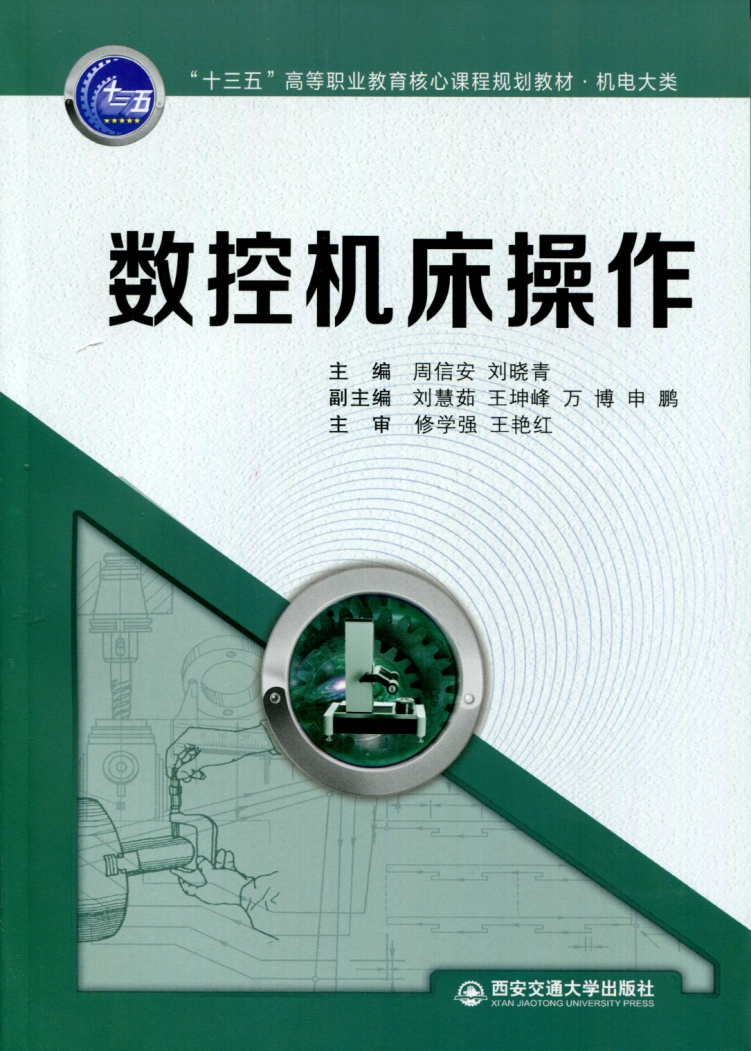 十三五
“十三五”高等职业教育核心课程规划教材·机电大类
数控机床操作
主 编 周信安 刘晓青
副主编 刘慧茹 王坤峰 万 博 申 鹏
主 审 修学强 王艳红
西安交通大学出版社
XI'AN JIAOTONG UNIVERSITY PRESS